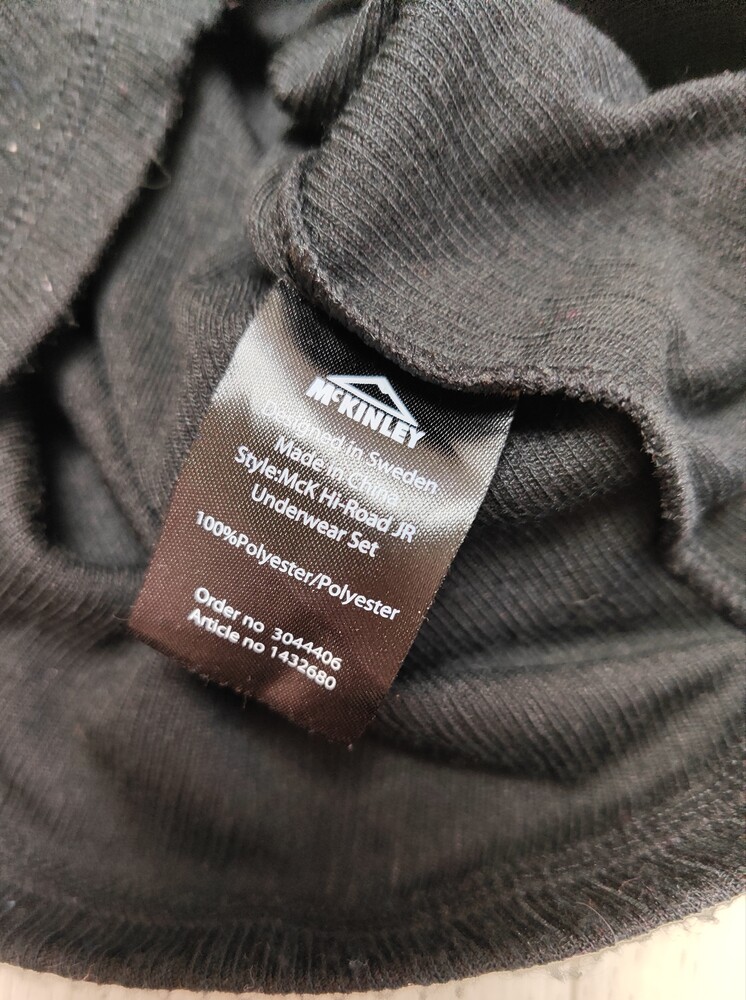 McKINLEY
Designed in Sweden
Made in China
Style:McK Hi-Road JR
Underwear Set
100%Polyester/Polyester
Order no 3044406
Article no 1432680